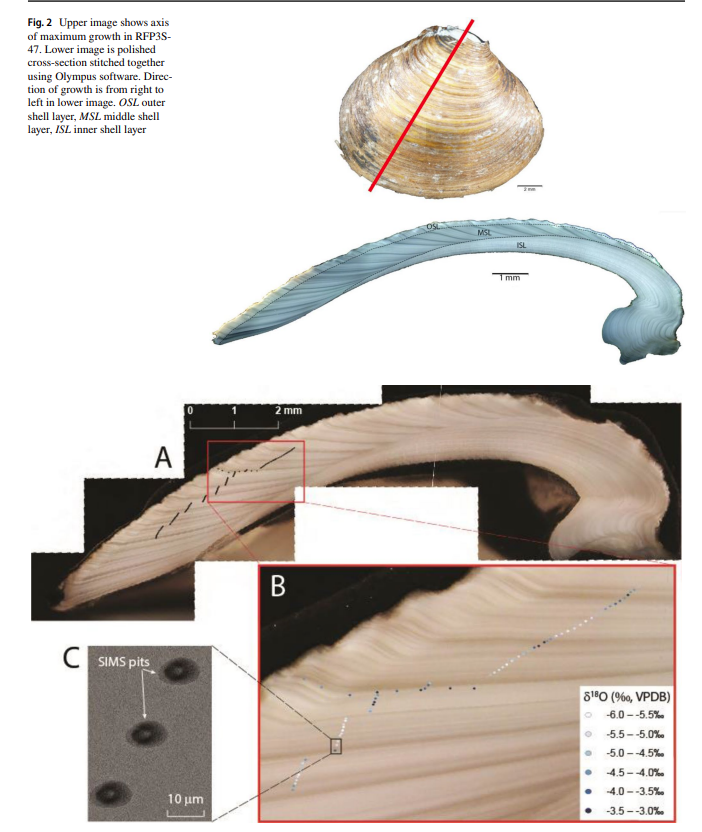 Fig. 2 Upper image shows axis
of maximum growth in RFP3S-
47. Lower image is polished
cross-section stitched together
using Olympus software. Direc-
tion of growth is from right to
left in lower image. OSL outer
shell layer, MSL middle shell
layer, ISL inner shell layer
2 mm
OSL
MSL
ISL
1 mm
0 1 2 mm
A
B
C
SIMS pits
10 μm
δ¹⁸O (‰, VPDB)
-6.0 – -5.5‰
-5.5 – -5.0‰
-5.0 – -4.5‰
-4.5 – -4.0‰
-4.0 – -3.5‰
-3.5 – -3.0‰